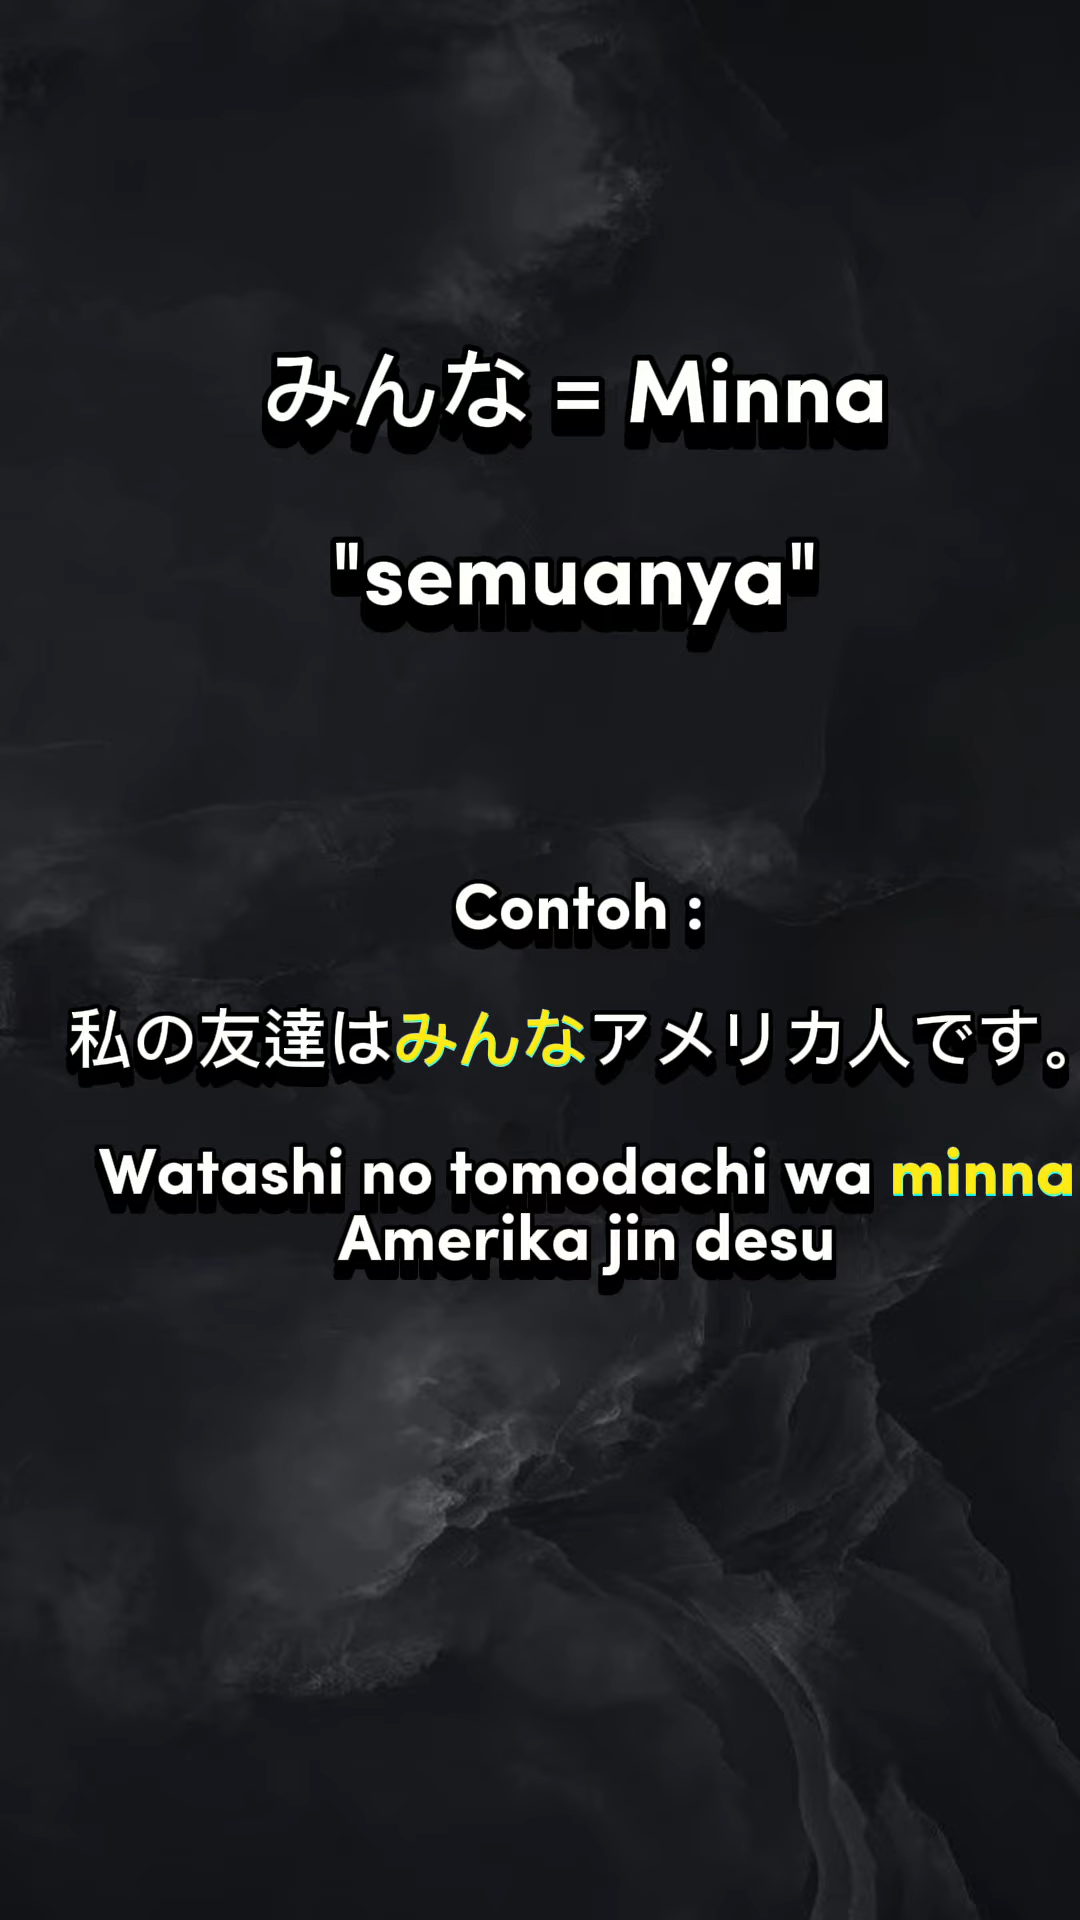 みんな = Minna
"semuanya"
Contoh :
私の友達はみんなアメリカ人です。
Watashi no tomodachi wa minna
Amerika jin desu